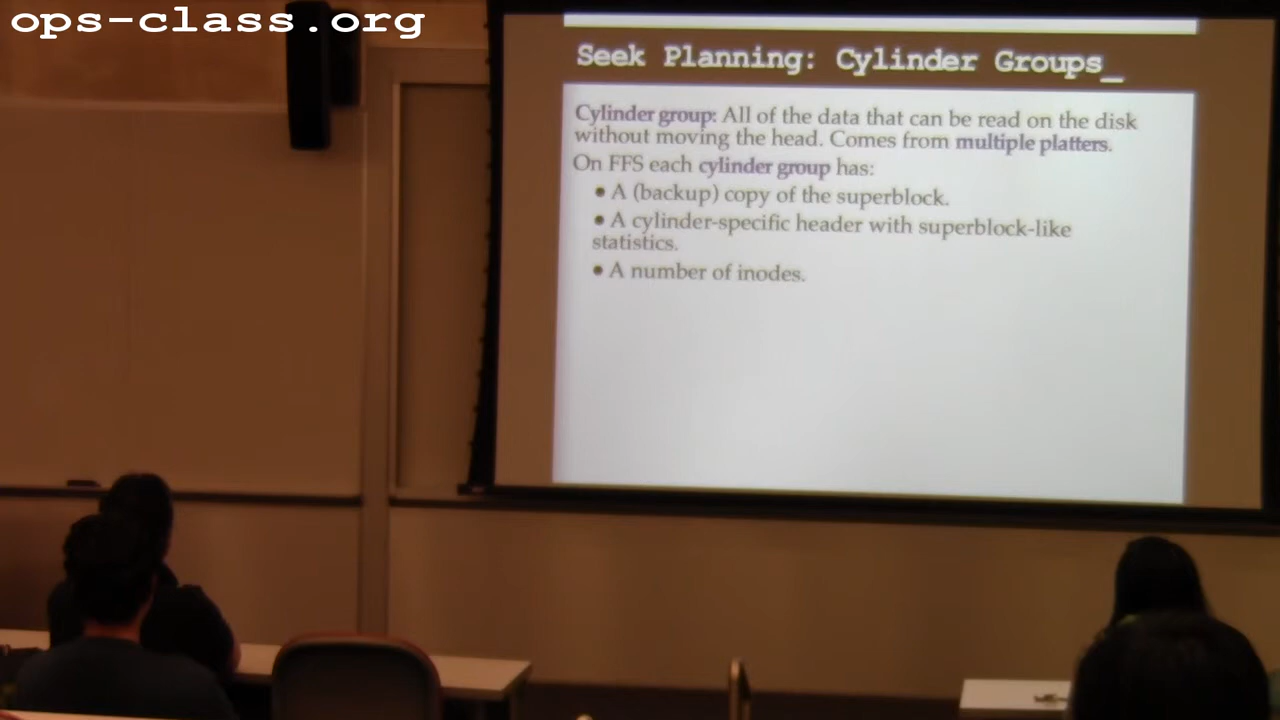 ops-class.org
Seek Planning: Cylinder Groups_
Cylinder group: All of the data that can be read on the disk
without moving the head. Comes from multiple platters.
On FFS each cylinder group has:
• A (backup) copy of the superblock.
• A cylinder-specific header with superblock-like
statistics.
• A number of inodes.